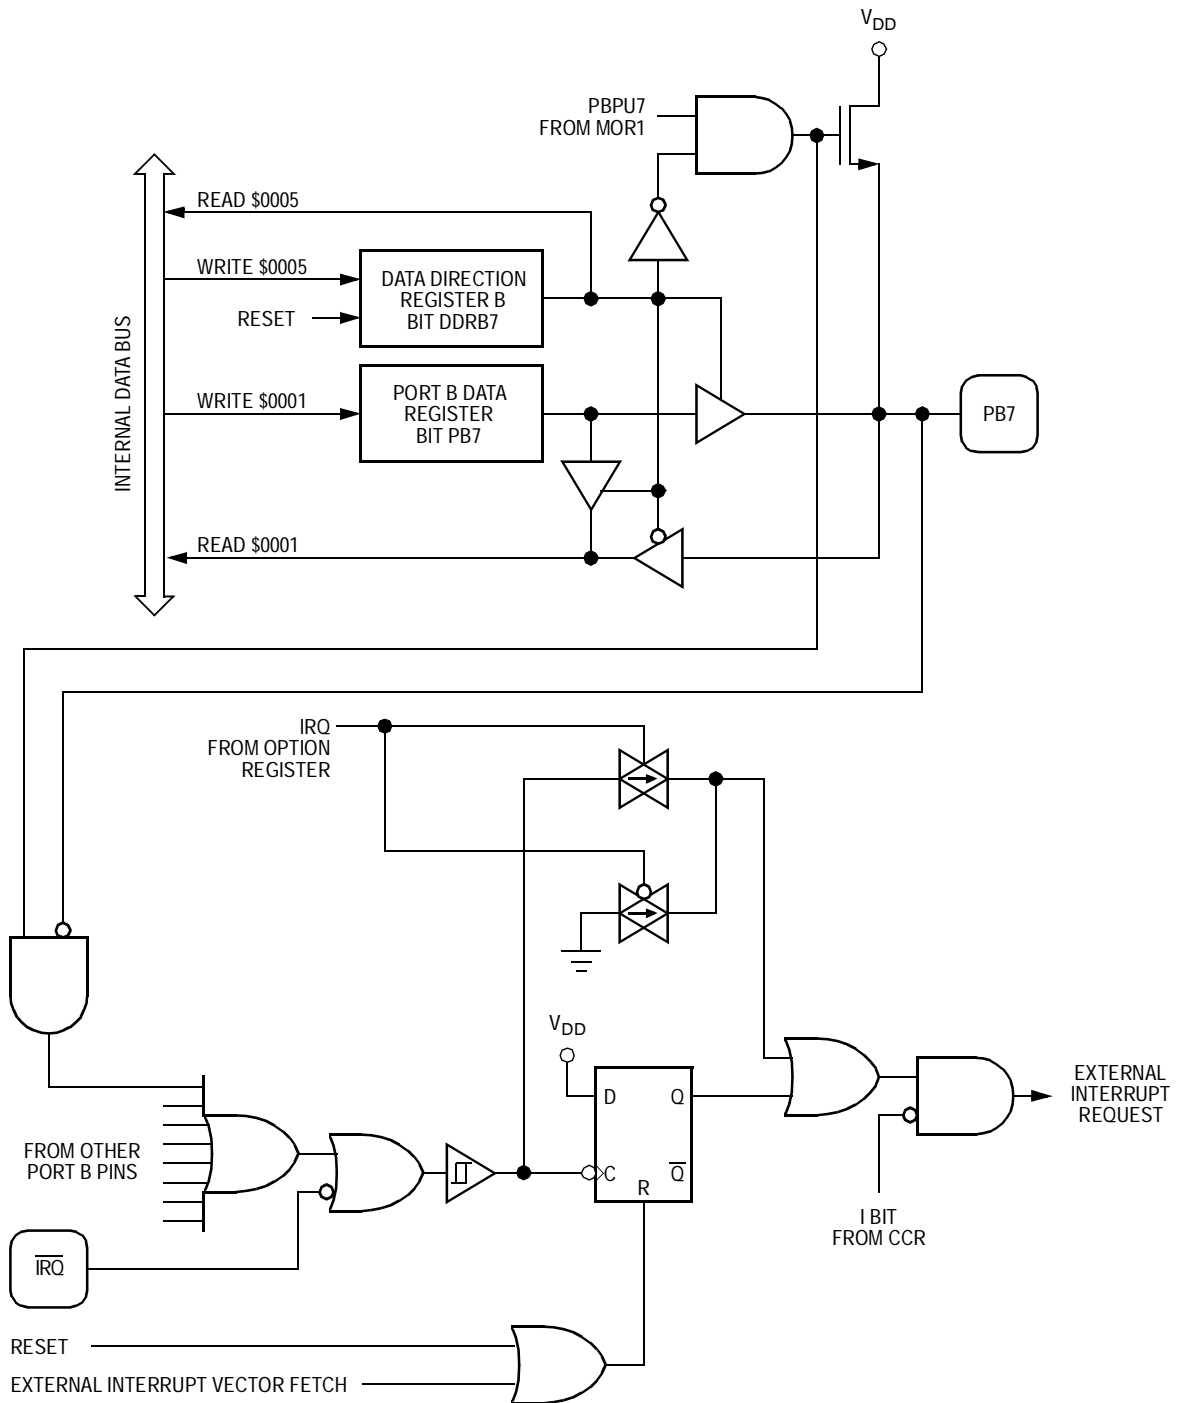 VDD
PBPU7
FROM MOR1
READ $0005
WRITE $0005
DATA DIRECTION
REGISTER B
BIT DDRB7
RESET
INTERNAL DATA BUS
WRITE $0001
PORT B DATA
REGISTER
BIT PB7
PB7
READ $0001
IRQ
FROM OPTION
REGISTER
VDD
D
Q
C
Q̅
R
EXTERNAL
INTERRUPT
REQUEST
FROM OTHER
PORT B PINS
I BIT
FROM CCR
I̅R̅Q̅
RESET
EXTERNAL INTERRUPT VECTOR FETCH